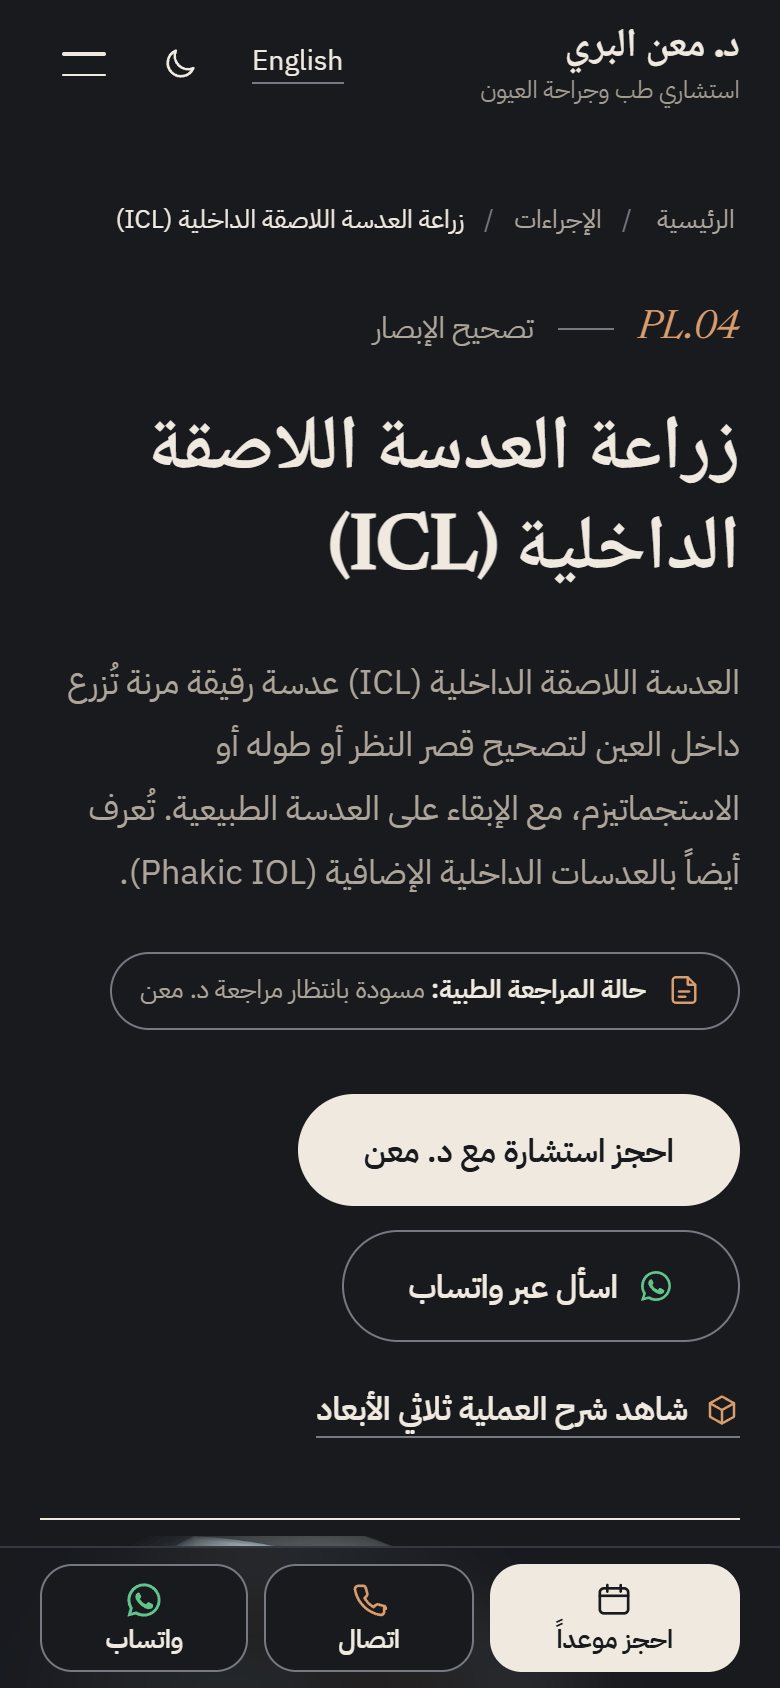 د. معن البري
استشاري طب وجراحة العيون
English
الرئيسية / الإجراءات / زراعة العدسة اللاصقة الداخلية (ICL)
PL.04 — تصحيح الإبصار
زراعة العدسة اللاصقة
الداخلية (ICL)
العدسة اللاصقة الداخلية (ICL) عدسة رقيقة مرنة تُزرع
داخل العين لتصحيح قصر النظر أو طوله أو
الاستجماتيزم، مع الإبقاء على العدسة الطبيعية. تُعرف
أيضاً بالعدسات الداخلية الإضافية (Phakic IOL).
حالة المراجعة الطبية: مسودة بانتظار مراجعة د. معن
احجز استشارة مع د. معن
اسأل عبر واتساب
شاهد شرح العملية ثلاثي الأبعاد
احجز موعداً
اتصال
واتساب